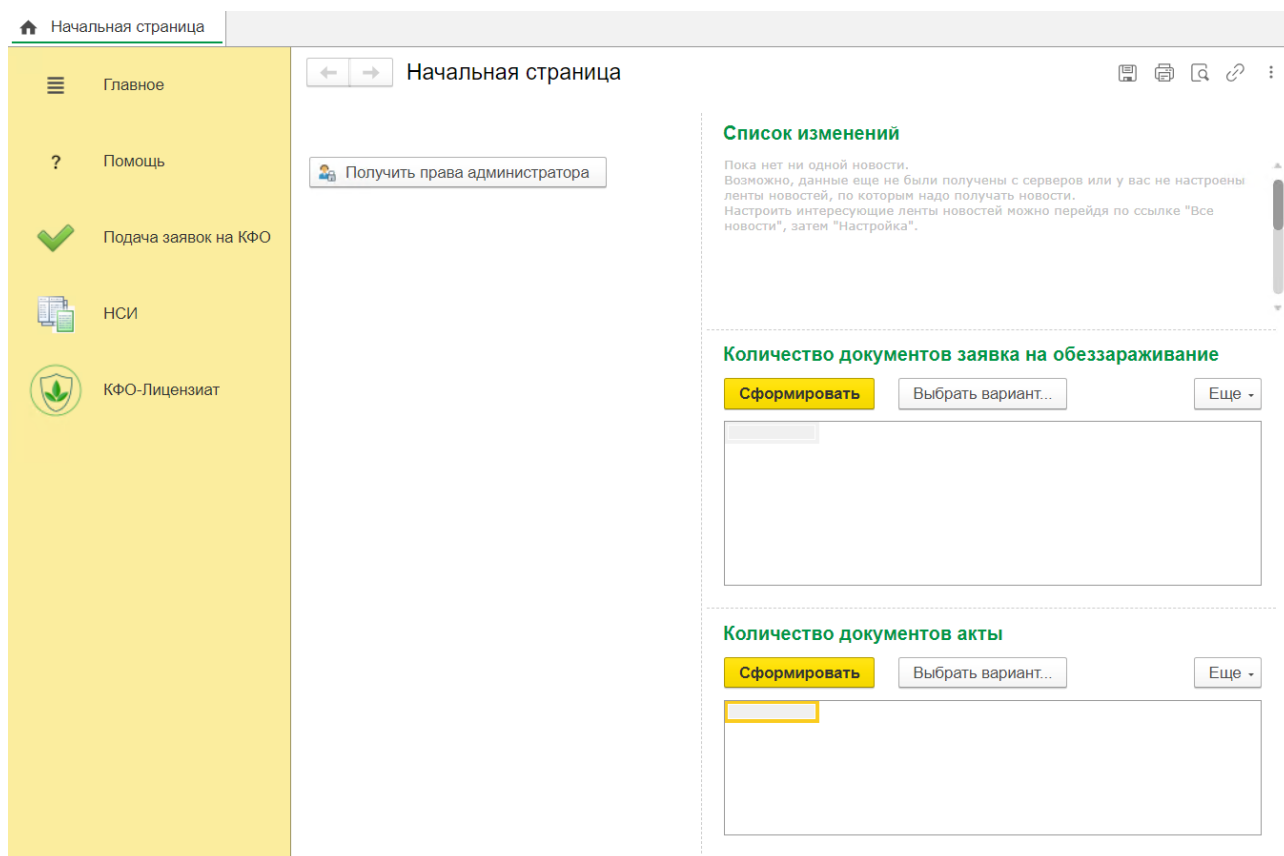 Начальная страница
Главное
? Помощь
Подача заявок на КФО
НСИ
КФО-Лицензиат
Начальная страница
Получить права администратора
Список изменений
Пока нет ни одной новости.
Возможно, данные еще не были получены с серверов или у вас не настроены
ленты новостей, по которым надо получать новости.
Настроить интересующие ленты новостей можно перейдя по ссылке "Все
новости", затем "Настройка".
Количество документов заявка на обеззараживание
Сформировать Выбрать вариант... Еще
Количество документов акты
Сформировать Выбрать вариант... Еще